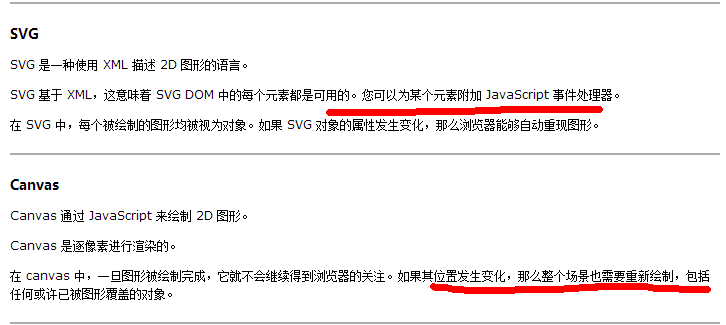 SVG
SVG 是一种使用 XML 描述 2D 图形的语言。
SVG 基于 XML，这意味着 SVG DOM 中的每个元素都是可用的。您可以为某个元素附加 JavaScript 事件处理器。
在 SVG 中，每个被绘制的图形均被视为对象。如果 SVG 对象的属性发生变化，那么浏览器能够自动重现图形。
Canvas
Canvas 通过 JavaScript 来绘制 2D 图形。
Canvas 是逐像素进行渲染的。
在 canvas 中，一旦图形被绘制完成，它就不会继续得到浏览器的关注。如果其位置发生变化，那么整个场景也需要重新绘制，包括
任何或许已被图形覆盖的对象。